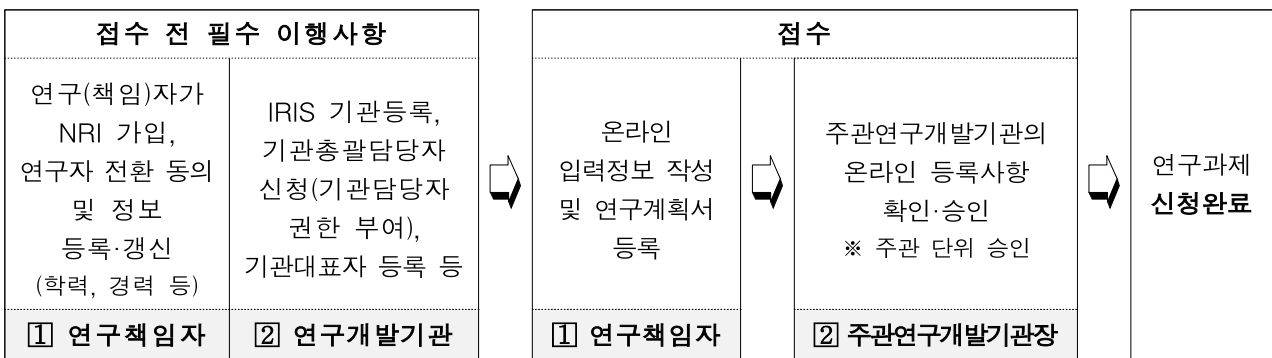 접수 전 필수 이행사항
연구(책임)자가
NRI 가입,
연구자 전환 동의
및 정보
등록·갱신
(학력, 경력 등)
1 연구책임자
IRIS 기관등록,
기관총괄담당자
신청(기관담당자
권한 부여),
기관대표자 등록 등
2 연구개발기관
접수
온라인
입력정보 작성
및 연구계획서
등록
1 연구책임자
주관연구개발기관의
온라인 등록사항
확인·승인
※ 주관 단위 승인
2 주관연구개발기관장
연구과제
신청완료